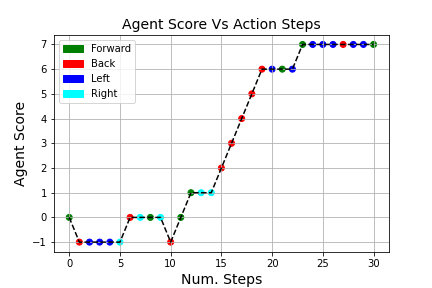 Agent Score Vs Action Steps
7
6
5
4
3
2
1
0
−1
Agent Score
Forward
Back
Left
Right
0 5 10 15 20 25 30
Num. Steps